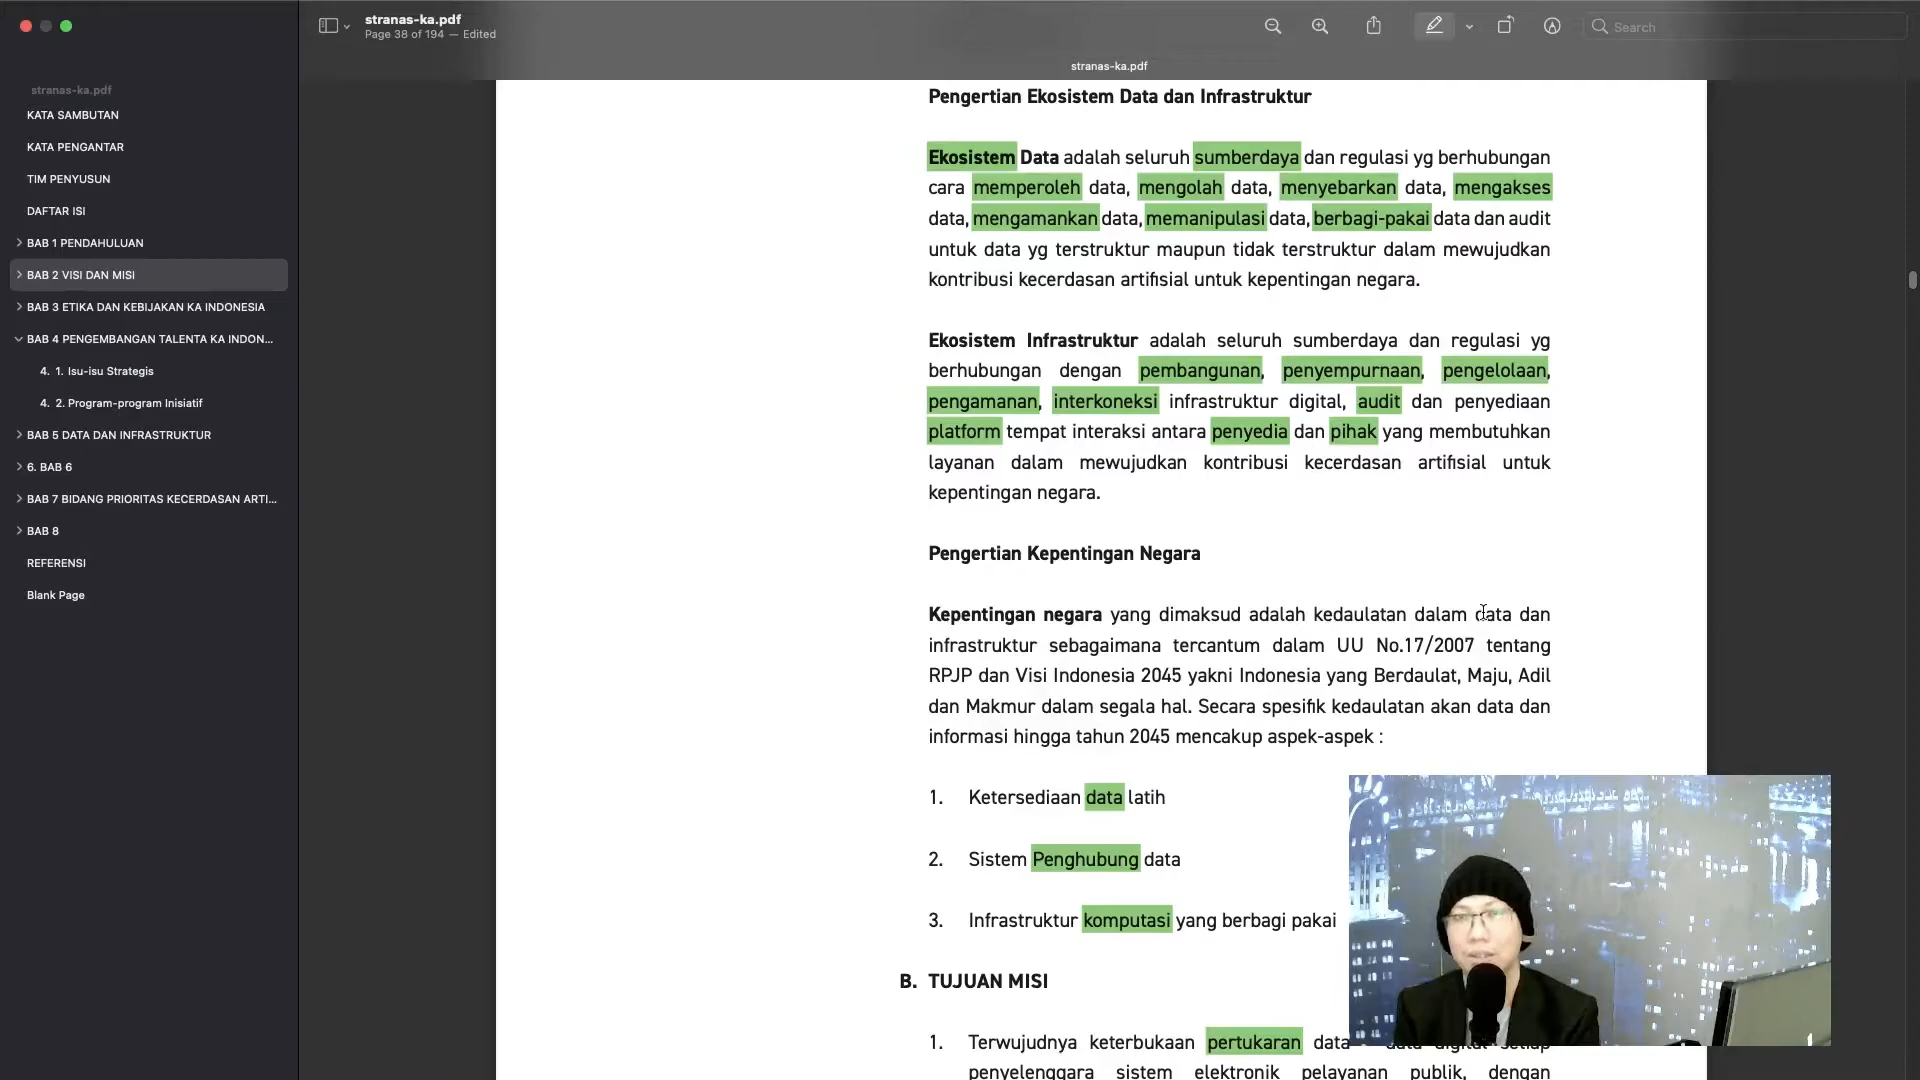 stranas-ka.pdf
Page 38 of 194 — Edited
Search
stranas-ka.pdf
stranas-ka.pdf
KATA SAMBUTAN
KATA PENGANTAR
TIM PENYUSUN
DAFTAR ISI
BAB 1 PENDAHULUAN
BAB 2 VISI DAN MISI
BAB 3 ETIKA DAN KEBIJAKAN KA INDONESIA
BAB 4 PENGEMBANGAN TALENTA KA INDON...
4. 1. Isu-isu Strategis
4. 2. Program-program Inisiatif
BAB 5 DATA DAN INFRASTRUKTUR
6. BAB 6
BAB 7 BIDANG PRIORITAS KECERDASAN ARTI...
BAB 8
REFERENSI
Blank Page
Pengertian Ekosistem Data dan Infrastruktur
Ekosistem Data adalah seluruh sumberdaya dan regulasi yg berhubungan
cara memperoleh data, mengolah data, menyebarkan data, mengakses
data, mengamankan data, memanipulasi data, berbagi-pakai data dan audit
untuk data yg terstruktur maupun tidak terstruktur dalam mewujudkan
kontribusi kecerdasan artifisial untuk kepentingan negara.
Ekosistem Infrastruktur adalah seluruh sumberdaya dan regulasi yg
berhubungan dengan pembangunan, penyempurnaan, pengelolaan,
pengamanan, interkoneksi infrastruktur digital, audit dan penyediaan
platform tempat interaksi antara penyedia dan pihak yang membutuhkan
layanan dalam mewujudkan kontribusi kecerdasan artifisial untuk
kepentingan negara.
Pengertian Kepentingan Negara
Kepentingan negara yang dimaksud adalah kedaulatan dalam data dan
infrastruktur sebagaimana tercantum dalam UU No.17/2007 tentang
RPJP dan Visi Indonesia 2045 yakni Indonesia yang Berdaulat, Maju, Adil
dan Makmur dalam segala hal. Secara spesifik kedaulatan akan data dan
informasi hingga tahun 2045 mencakup aspek-aspek :
1. Ketersediaan data latih
2. Sistem Penghubung data
3. Infrastruktur komputasi yang berbagi pakai
B. TUJUAN MISI
1. Terwujudnya keterbukaan pertukaran data
penyelenggara sistem elektronik pelayanan publik, dengan